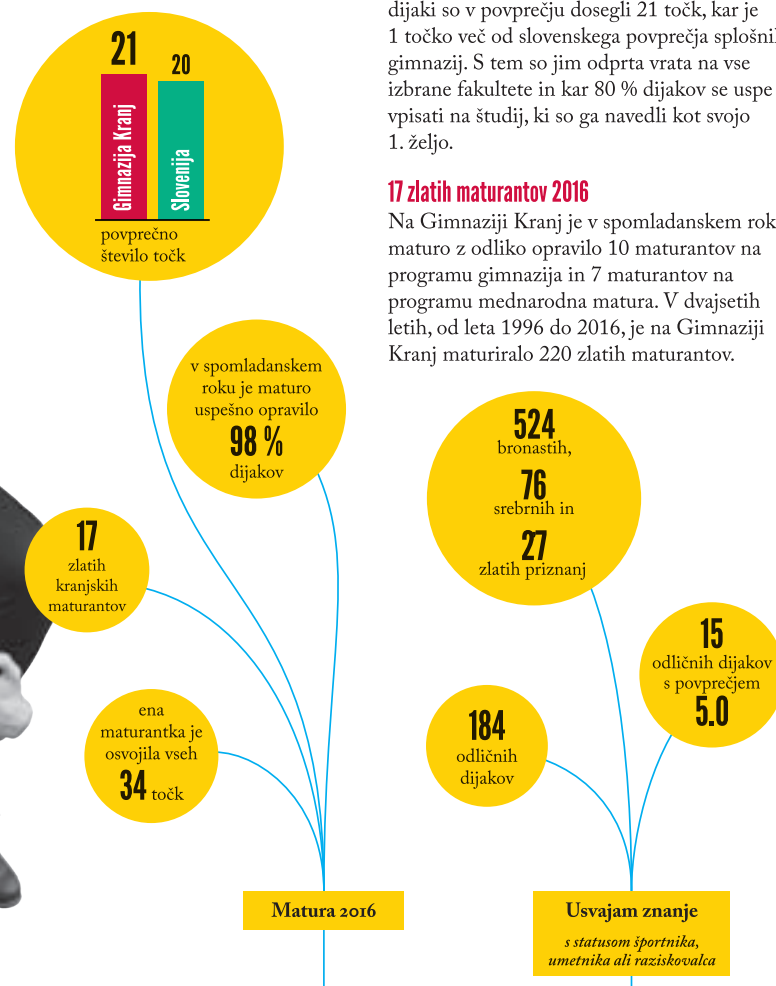 21
20
Gimnazija Kranj
Slovenija
povprečno
število točk
v spomladanskem
roku je maturo
uspešno opravilo
98 %
dijakov
17
zlatih
kranjskih
maturantov
ena
maturantka je
osvojila vseh
34 točk
Matura 2016
dijaki so v povprečju dosegli 21 točk, kar je
1 točko več od slovenskega povprečja
gimnazij. S tem so jim odprta vrata na vse
izbrane fakultete in kar 80 % dijakov se uspe
vpisati na študij, ki so ga navedli kot svojo
1. željo.
17 zlatih maturantov 2016
Na Gimnaziji Kranj je v spomladanskem
maturo z odliko opravilo 10 maturantov na
programu gimnazija in 7 maturantov na
programu mednarodna matura. V dvajsetih
letih, od leta 1996 do 2016, je na Gimnaziji
Kranj maturiralo 220 zlatih maturantov.
524
bronastih,
76
srebrnih in
27
zlatih priznanj
15
odličnih dijakov
s povprečjem
5.0
184
odličnih
dijakov
Usvajam znanje
s statusom športnika,
umetnika ali raziskovalca